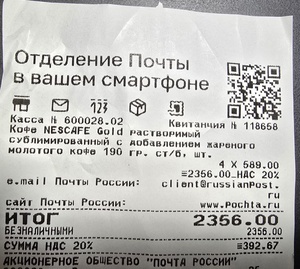 Отделение Почты
в вашем смартфоне
123
Касса № 600028.02
Квитанция № 118658
Кофе NESCAFE Gold растворимый
сублимированный с добавлением жареного
молотого кофе 190 гр. ст/б, шт.
4 X 589.00
≡2356.00_НАС 20%
e.mail Почты России: client@russianpost.
ru
сайт Почты России: www.pochta.ru
ИТОГ 2356.00
БЕЗНАЛИЧНЫМИ 2356.00
СУММА НАС 20% ≡392.67
АКЦИОНЕРНОЕ ОБЩЕСТВО "ПОЧТА РОССИИ"